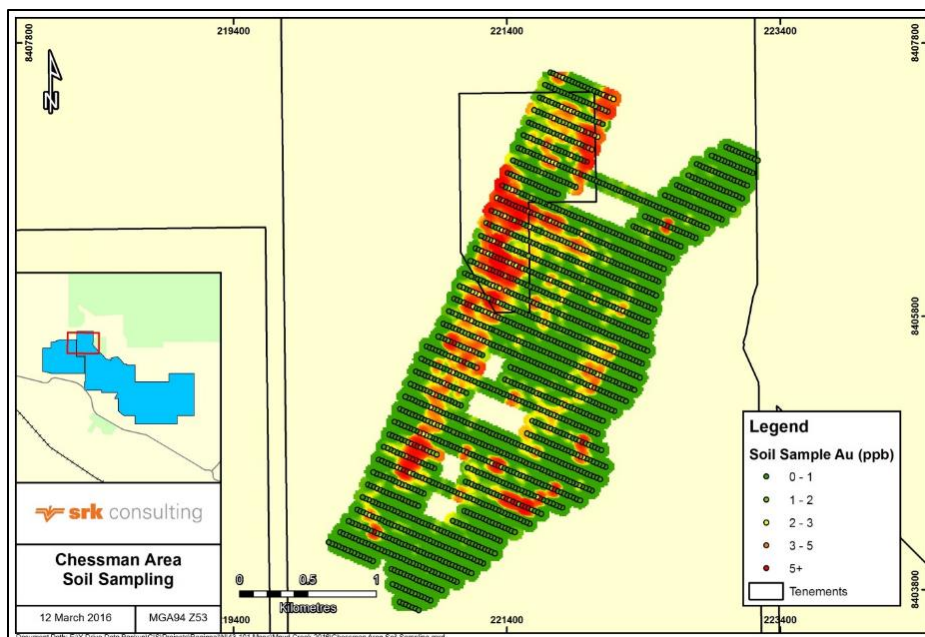 219400
221400
223400
8407800
8407800
N
8405800
Legend
Soil Sample Au (ppb)
0 - 1
1 - 2
2 - 3
3 - 5
5+
Tenements
srk consulting
Chessman Area
Soil Sampling
12 March 2016
MGA94 Z53
0 0.5 1
Kilometres
8403800
219400
221400
223400